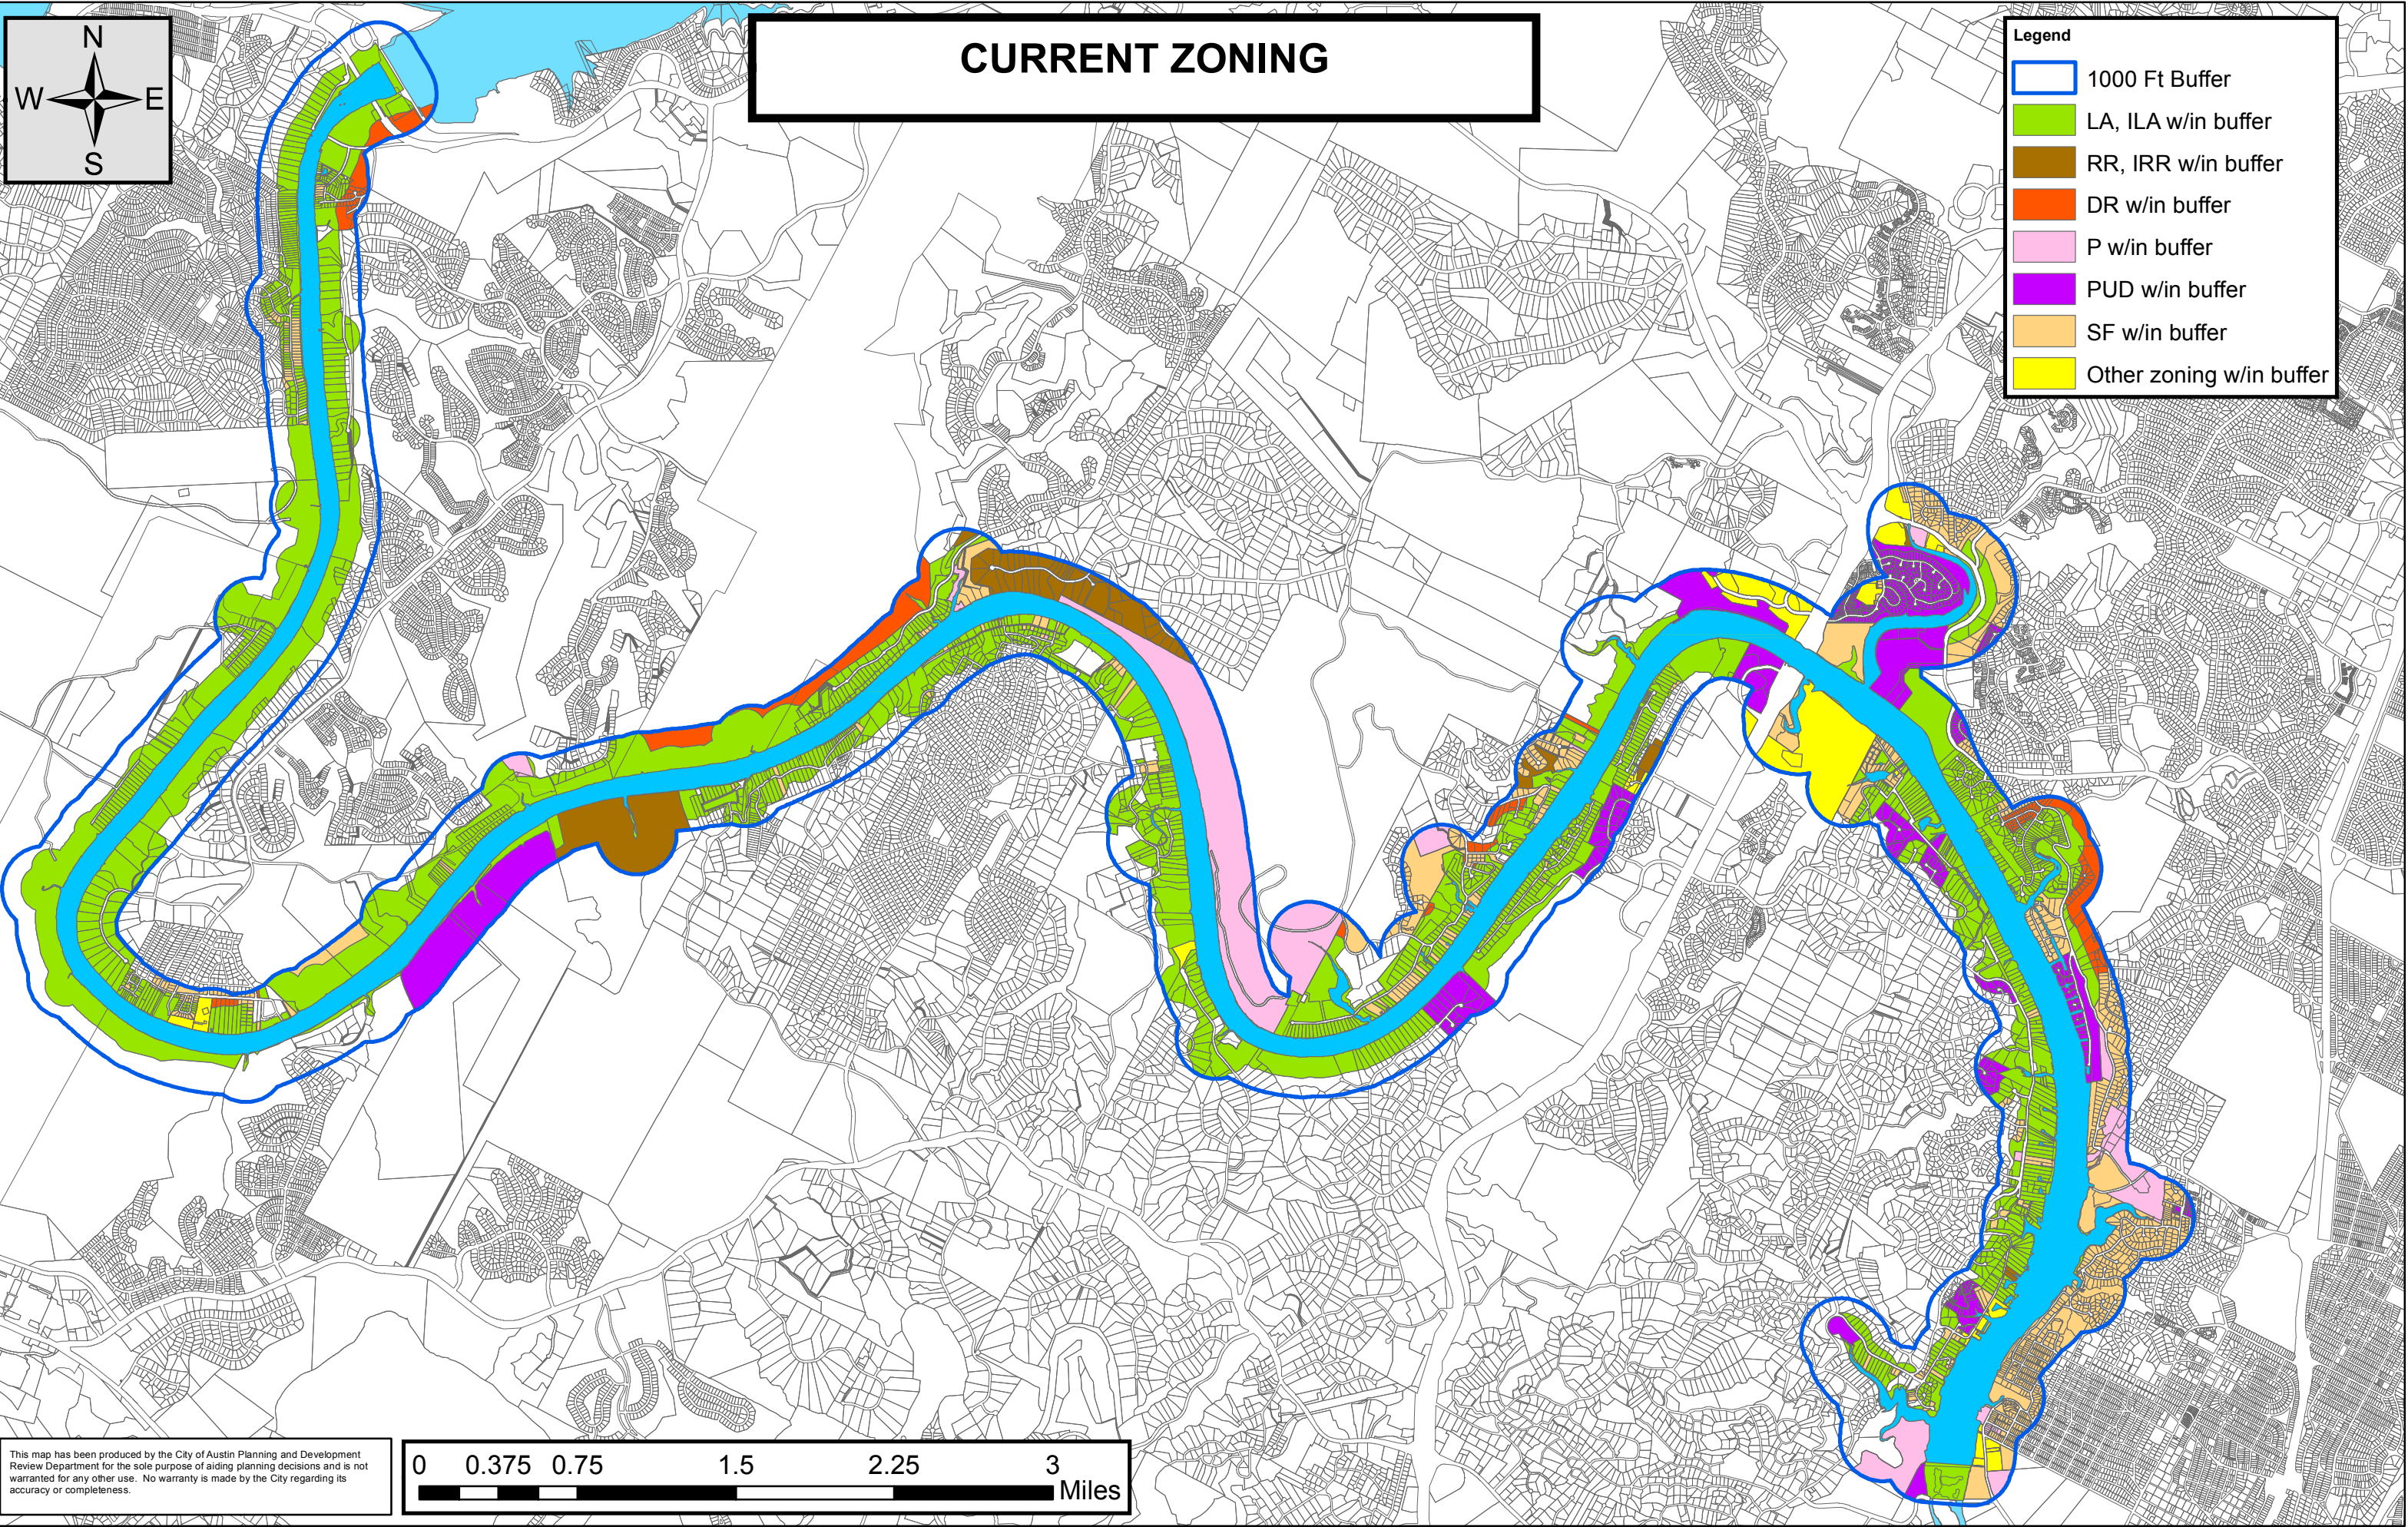 N
W E
S
CURRENT ZONING
Legend
1000 Ft Buffer
LA, ILA w/in buffer
RR, IRR w/in buffer
DR w/in buffer
P w/in buffer
PUD w/in buffer
SF w/in buffer
Other zoning w/in buffer
This map has been produced by the City of Austin Planning and Development
Review Department for the sole purpose of aiding planning decisions and is not
warranted for any other use. No warranty is made by the City regarding its
accuracy or completeness.
0 0.375 0.75 1.5 2.25 3
Miles